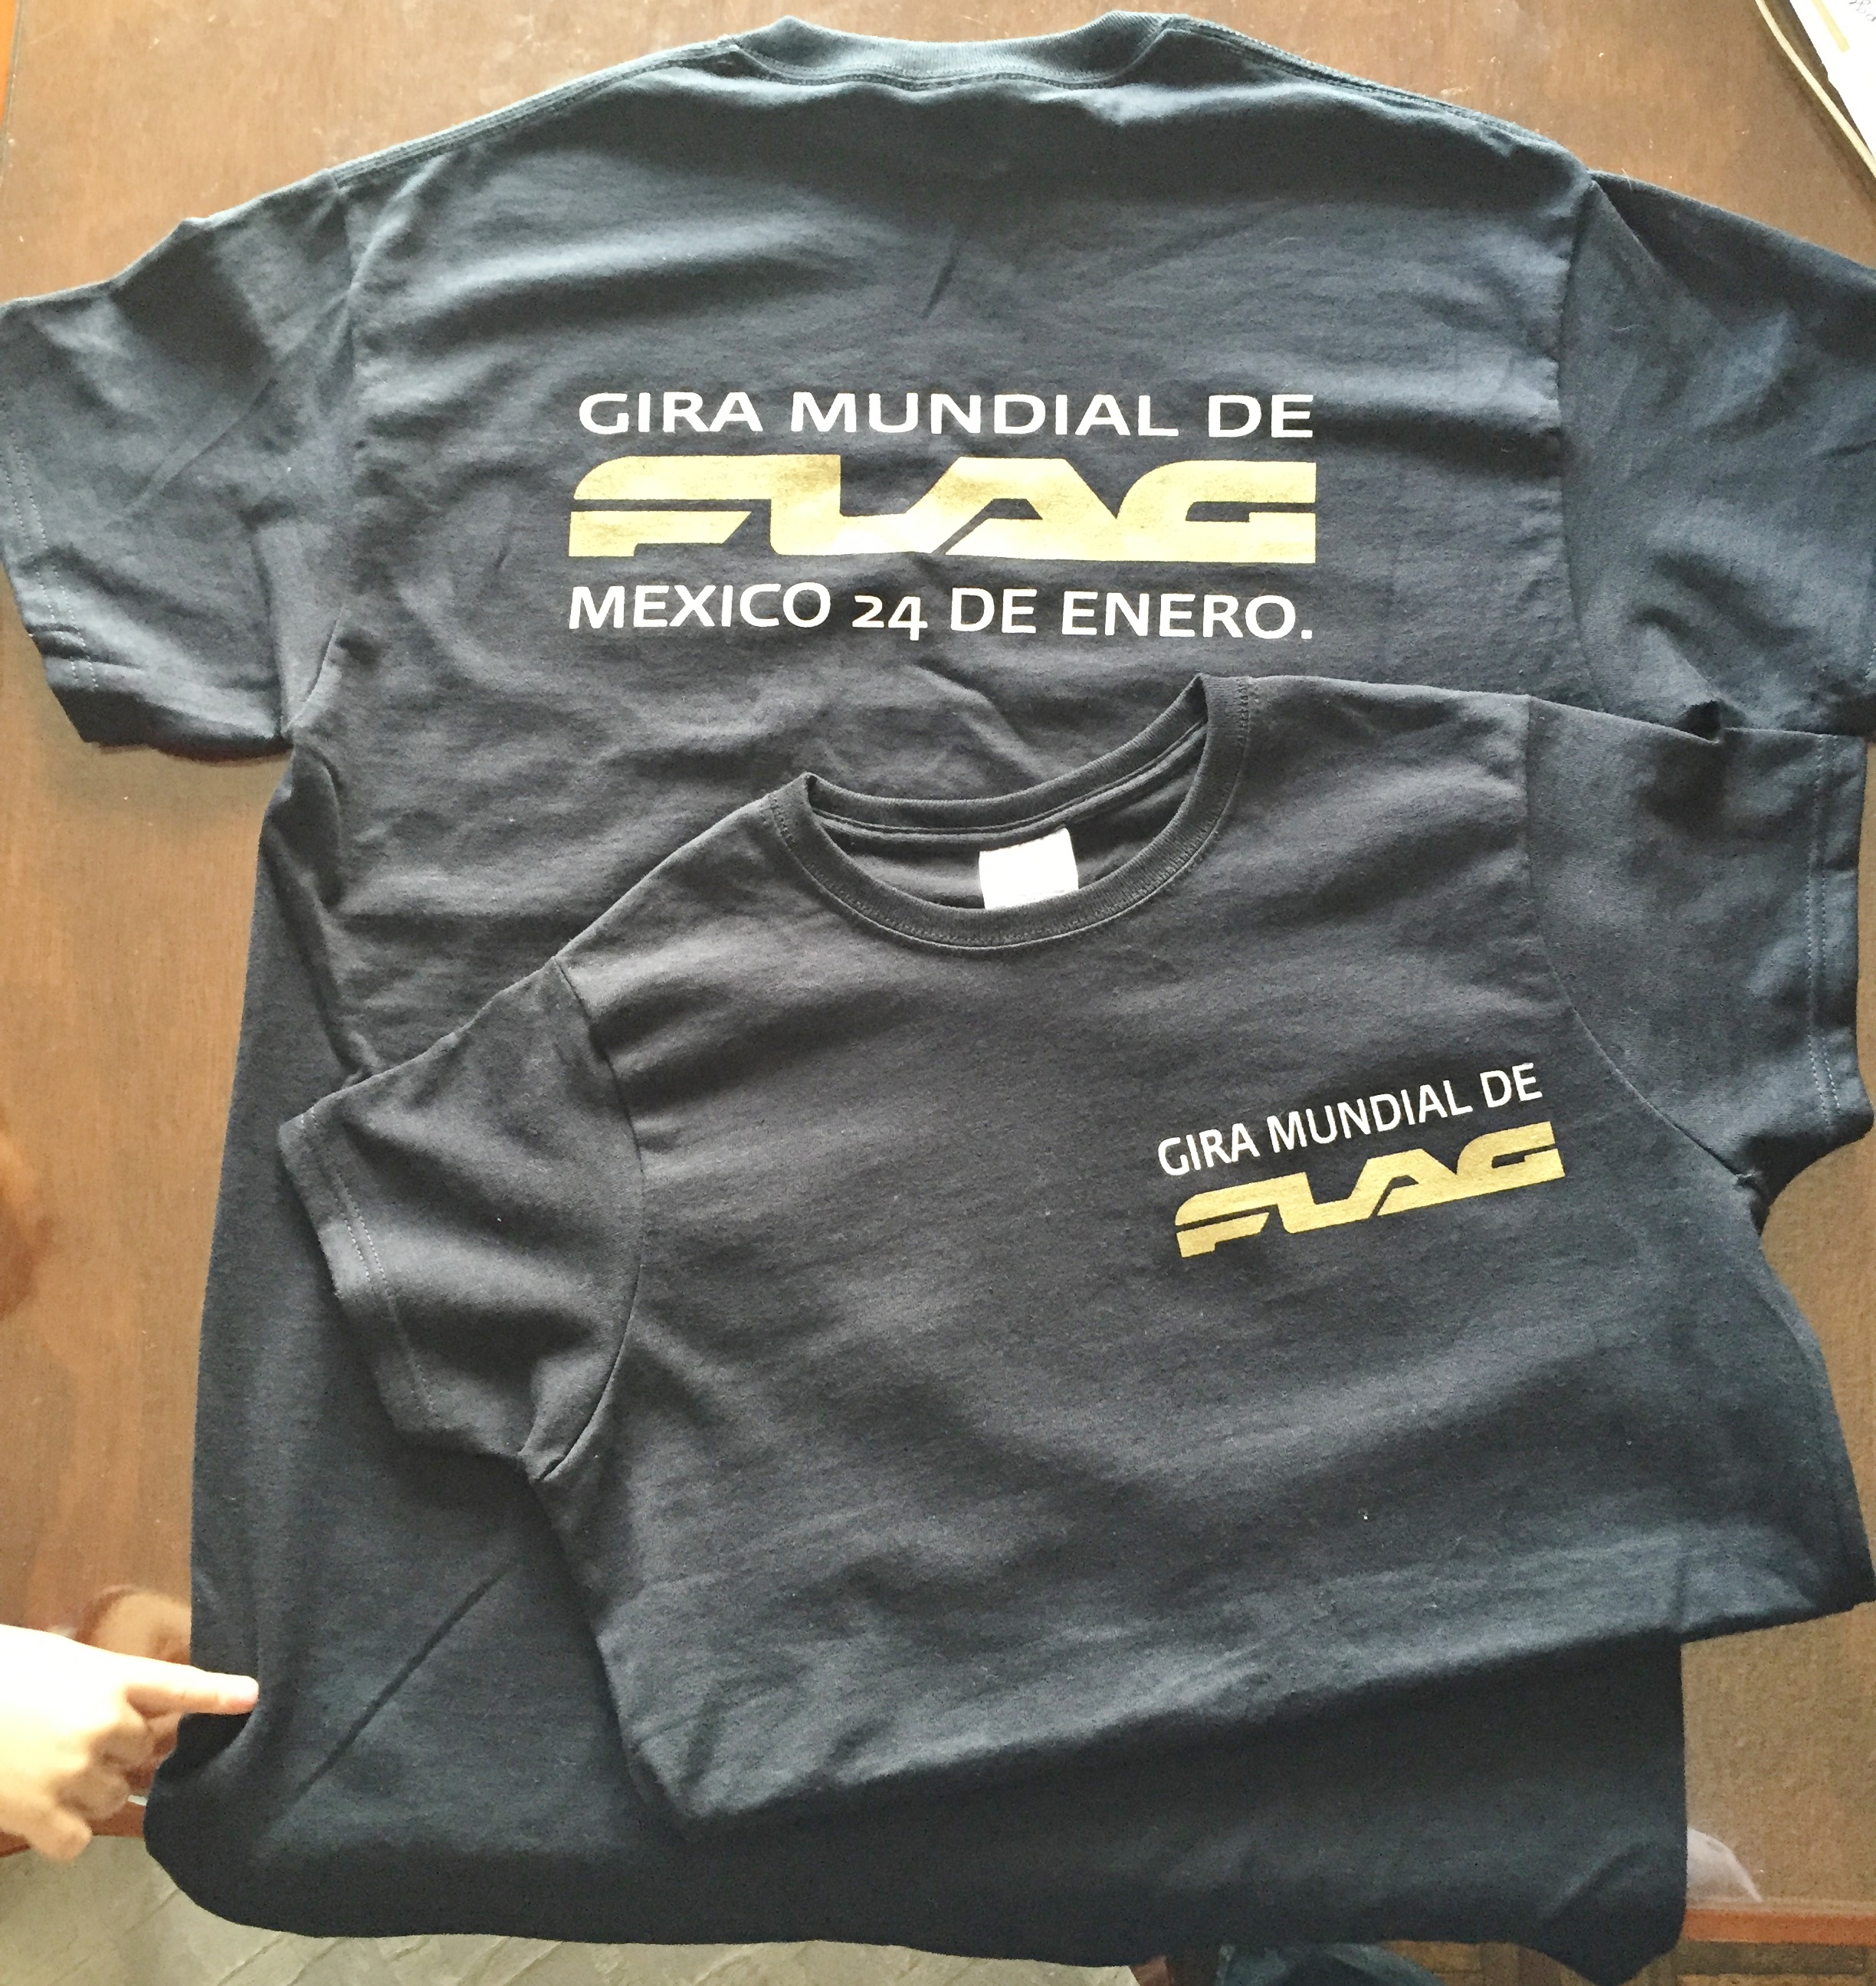 GIRA MUNDIAL DE
FLAG
MEXICO 24 DE ENERO.
GIRA MUNDIAL DE
FLAG